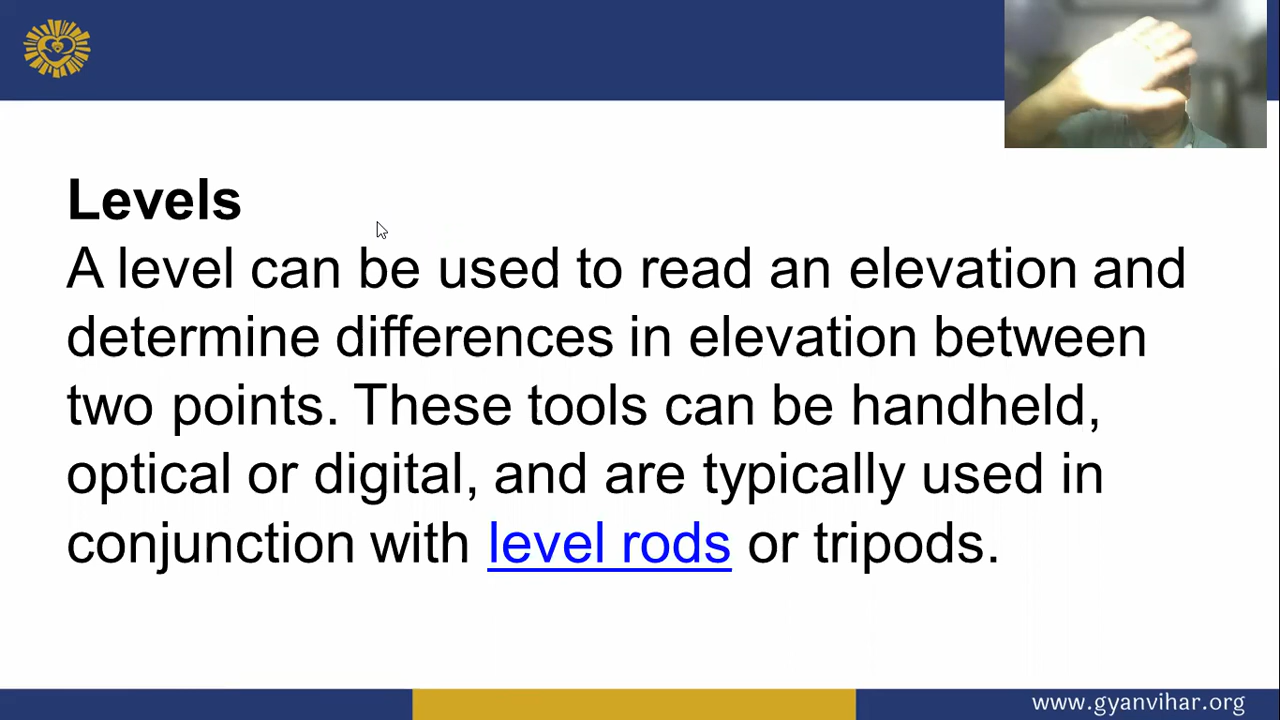 Levels
A level can be used to read an elevation and
determine differences in elevation between
two points. These tools can be handheld,
optical or digital, and are typically used in
conjunction with level rods or tripods.
www.gyanvihar.org